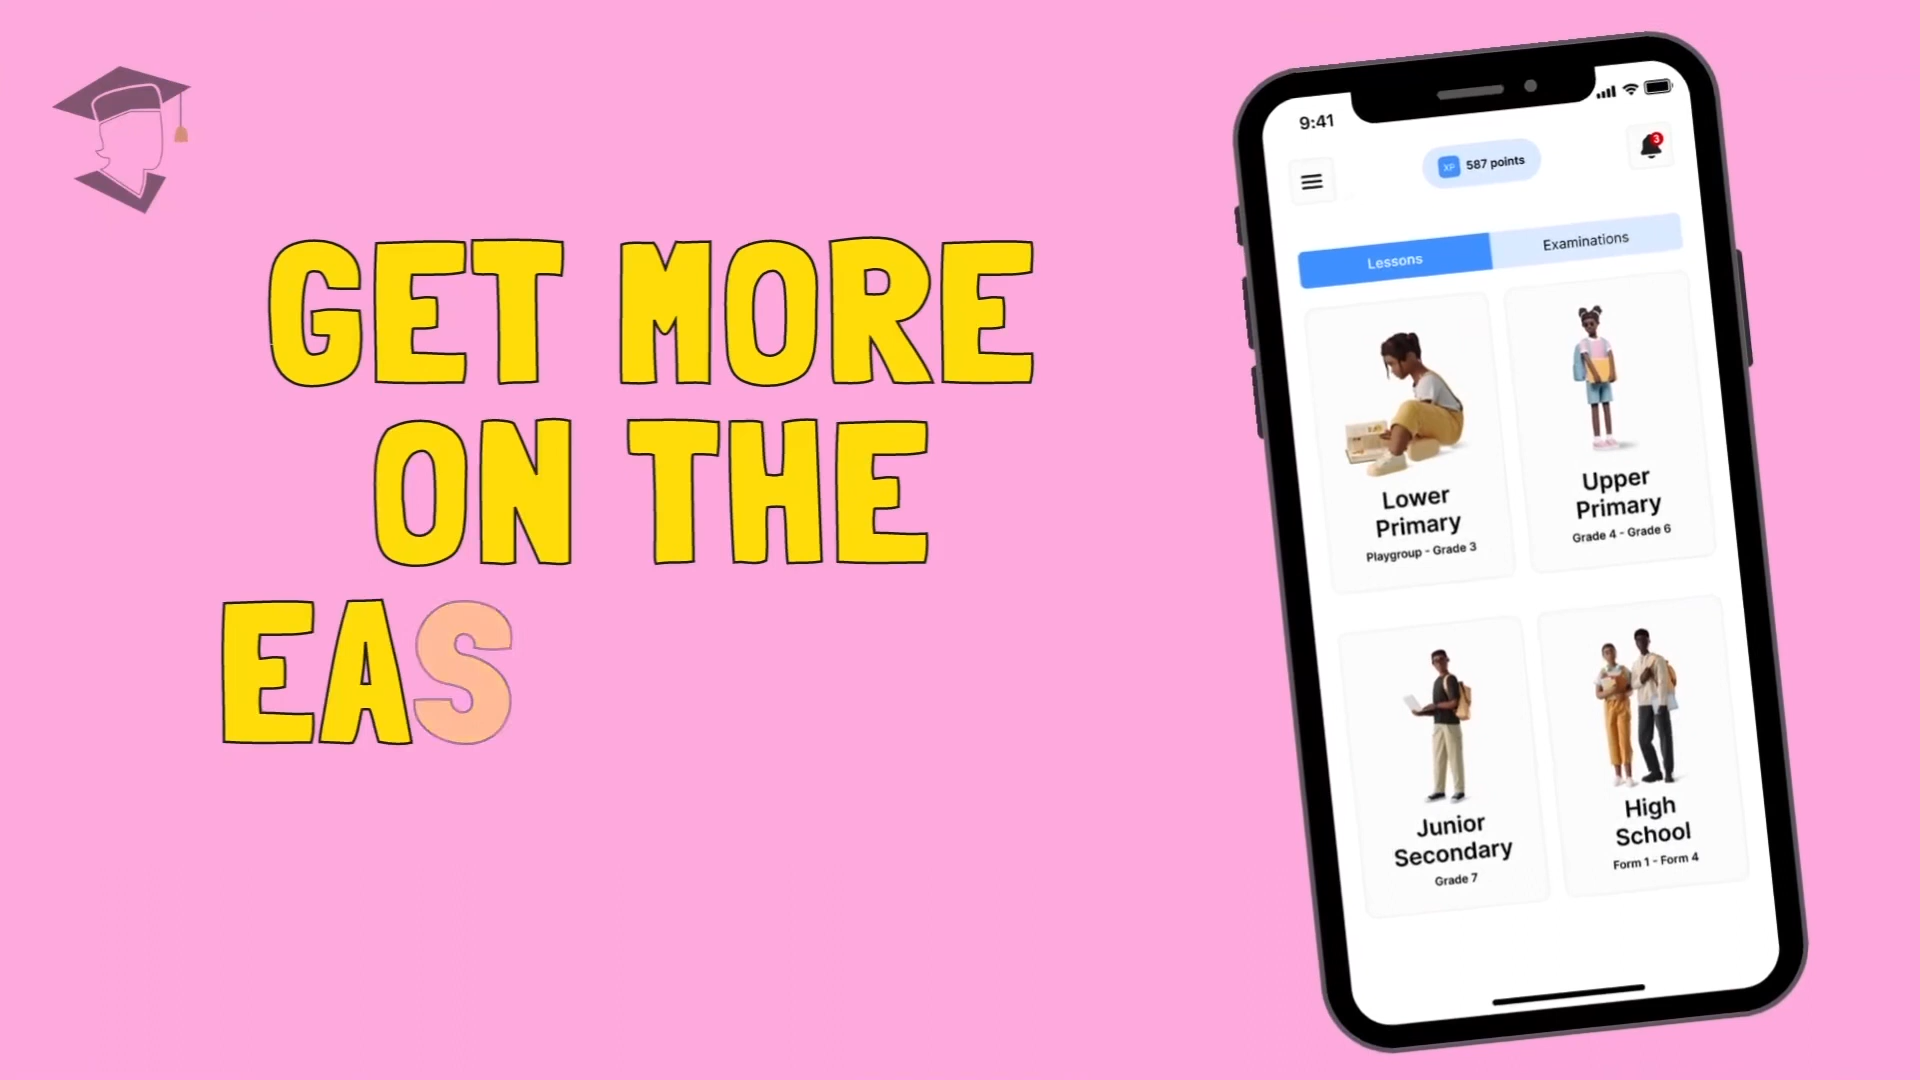 GET MORE
ON THE
EAS
9:41
XP 587 points
3
Lessons
Examinations
Lower
Primary
Playgroup - Grade 3
Upper
Primary
Grade 4 - Grade 6
Junior
Secondary
Grade 7
High
School
Form 1 - Form 4